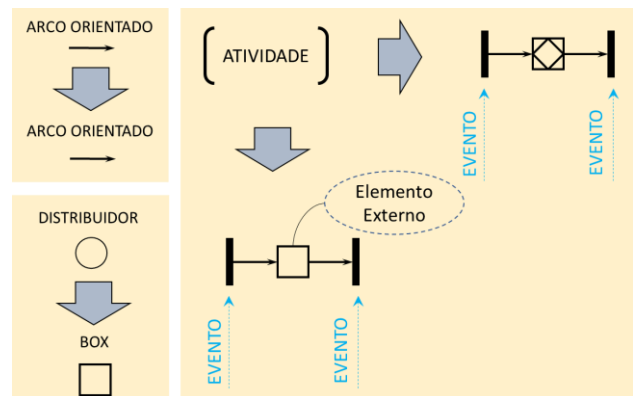 ARCO ORIENTADO
ARCO ORIENTADO
DISTRIBUIDOR
BOX
ATIVIDADE
EVENTO
EVENTO
Elemento
Externo
EVENTO
EVENTO